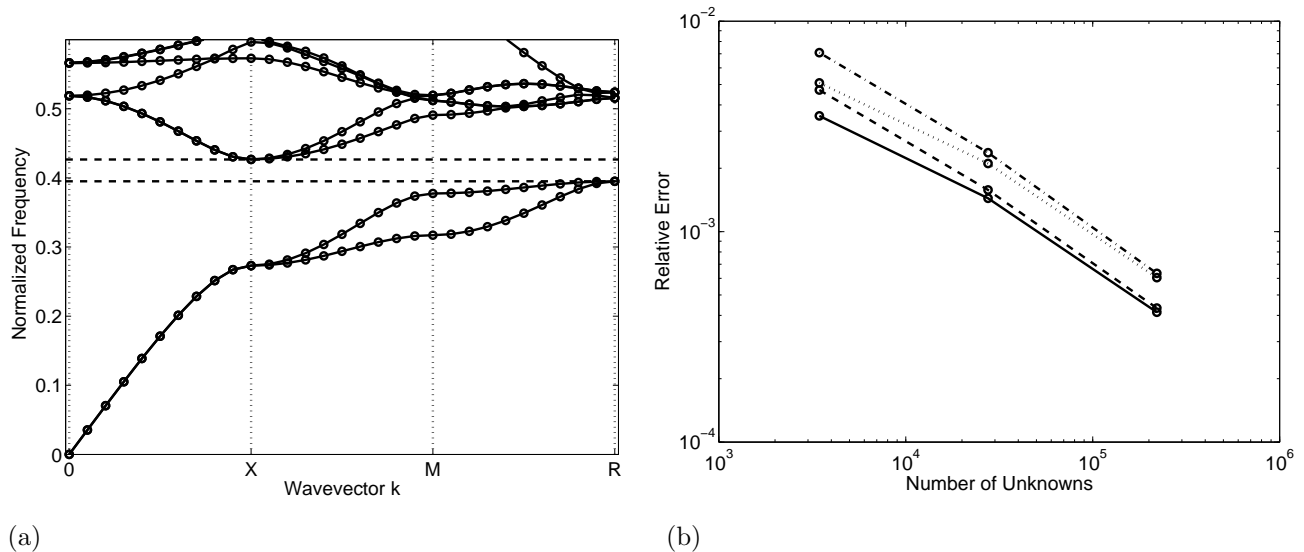 0.5
0.4
0.3
0.2
0.1
0
0 X M R
Normalized Frequency
Wavevector k
(a)
10−2
10−3
10−4
10^3 10^4 10^5 10^6
Relative Error
Number of Unknowns
(b)